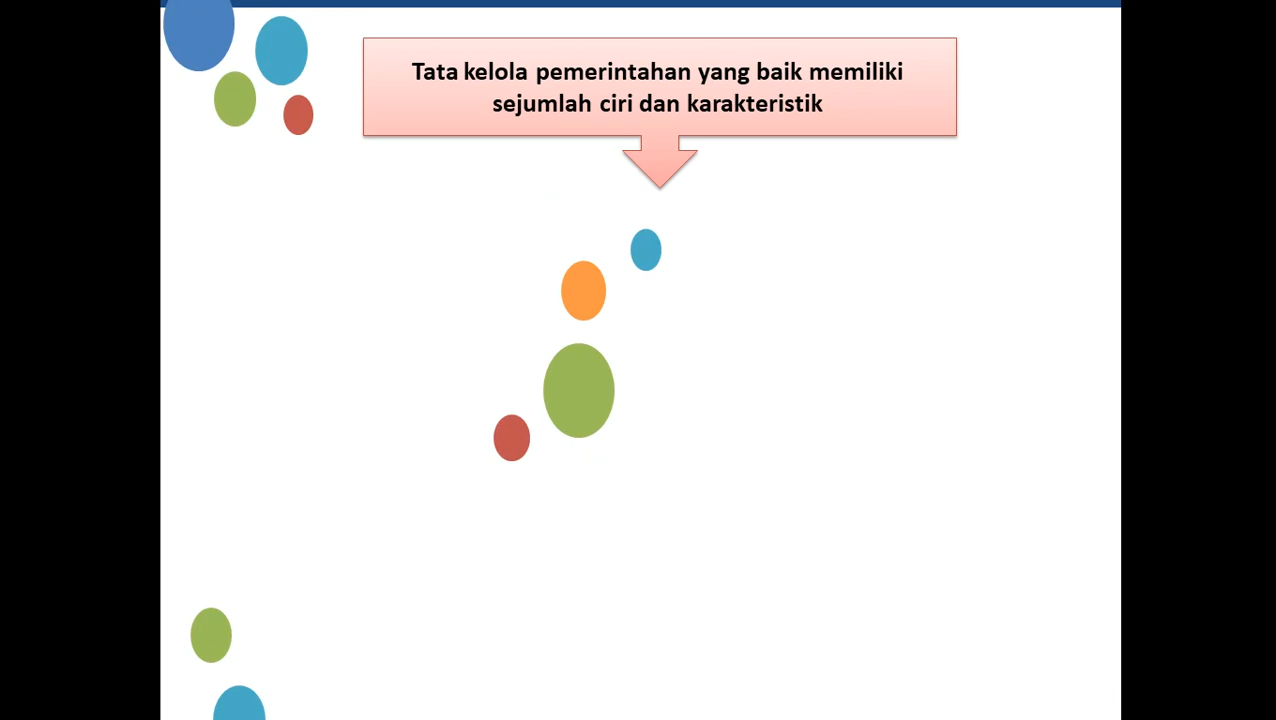 Tata kelola pemerintahan yang baik memiliki
sejumlah ciri dan karakteristik